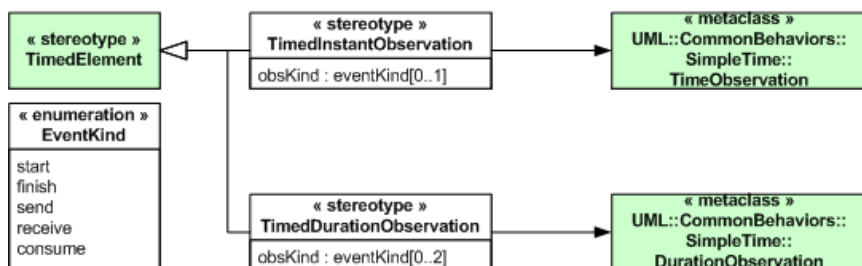 « stereotype »
TimedElement
« stereotype »
TimedInstantObservation
obsKind : eventKind[0..1]
« metaclass »
UML::CommonBehaviors::
SimpleTime::
TimeObservation
« enumeration »
EventKind
start
finish
send
receive
consume
« stereotype »
TimedDurationObservation
obsKind : eventKind[0..2]
« metaclass »
UML::CommonBehaviors::
SimpleTime::
DurationObservation